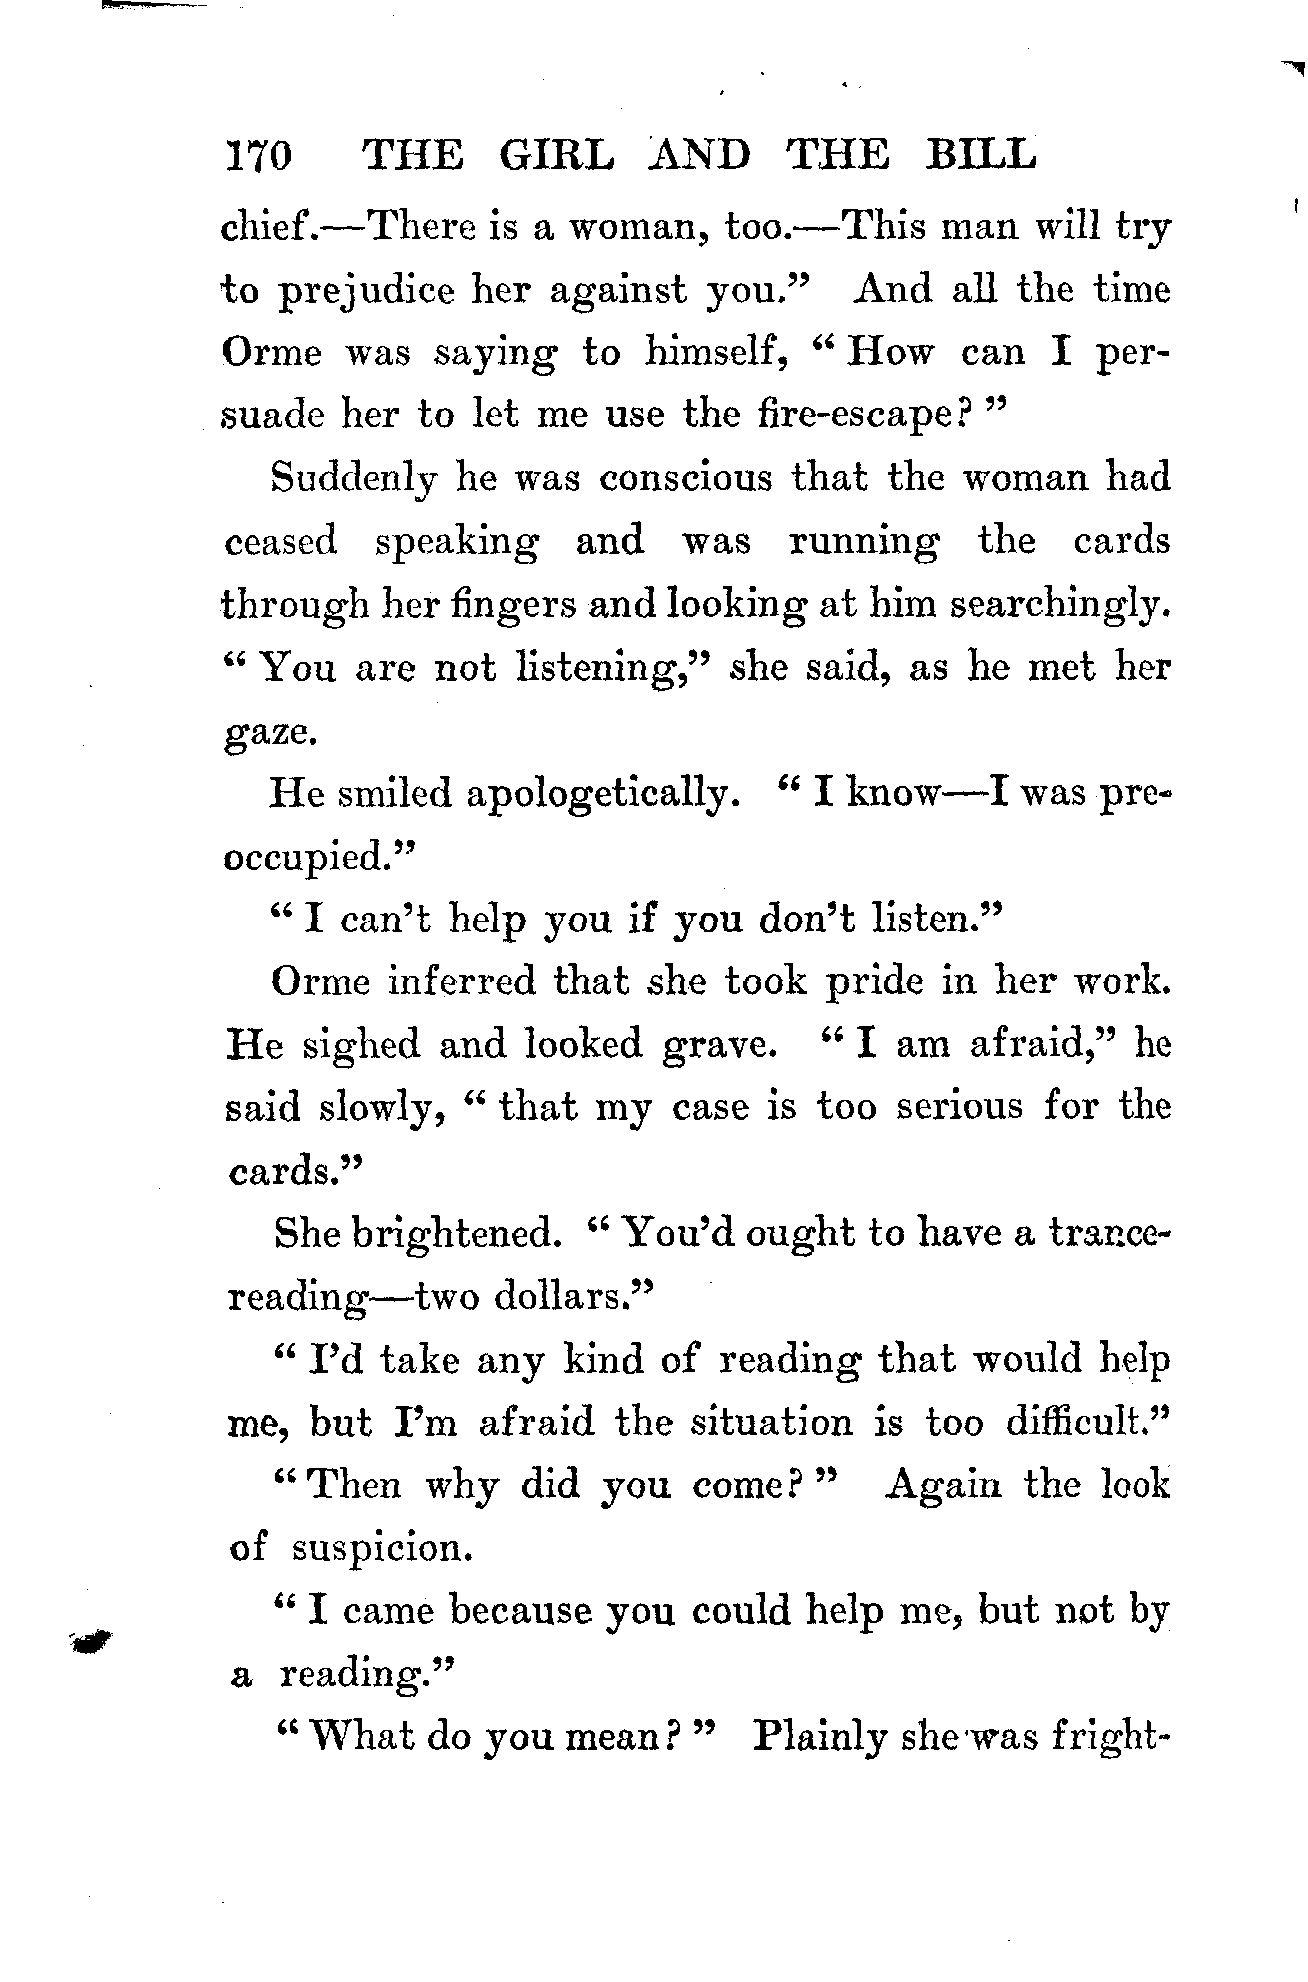 170 THE GIRL AND THE BILL
chief.—There is a woman, too.—This man will try
to prejudice her against you.” And all the time
Orme was saying to himself, “ How can I per-
suade her to let me use the fire-escape? ”
Suddenly he was conscious that the woman had
ceased speaking and was running the cards
through her fingers and looking at him searchingly.
“ You are not listening,” she said, as he met her
gaze.
He smiled apologetically. “ I know—I was pre-
occupied.”
“ I can’t help you if you don’t listen.”
Orme inferred that she took pride in her work.
He sighed and looked grave. “ I am afraid,” he
said slowly, “ that my case is too serious for the
cards.”
She brightened. “ You’d ought to have a trance-
reading—two dollars.”
“ I’d take any kind of reading that would help
me, but I’m afraid the situation is too difficult.”
“ Then why did you come? ” Again the look
of suspicion.
“ I came because you could help me, but not by
a reading.”
“ What do you mean? ” Plainly she was fright-